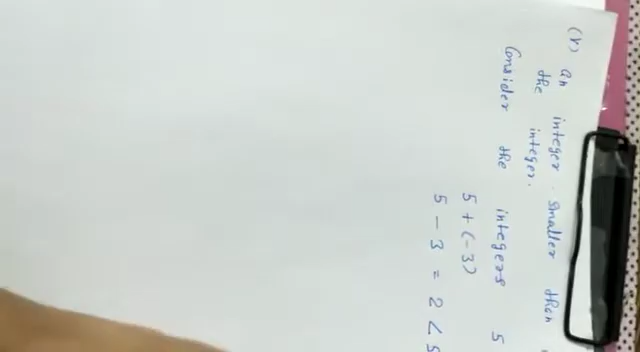 (v) an integer smaller than
the integer.
Consider the integers 5
5 + (-3)
5 - 3 = 2 < 5